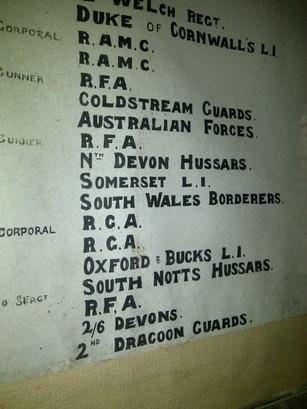 WELCH REGT.
DUKE OF CORNWALL'S L.I.
CORPORAL R.A.M.C.
R.A.M.C.
GUNNER R.F.A.
COLDSTREAM GUARDS.
AUSTRALIAN FORCES.
GUNNER R.F.A.
NTH DEVON HUSSARS.
SOMERSET L.I.
SOUTH WALES BORDERERS.
CORPORAL R.G.A.
R.G.A.
OXFORD & BUCKS L.I.
SOUTH NOTTS HUSSARS.
SERGT R.F.A.
2/6 DEVONS.
2ND DRAGOON GUARDS.